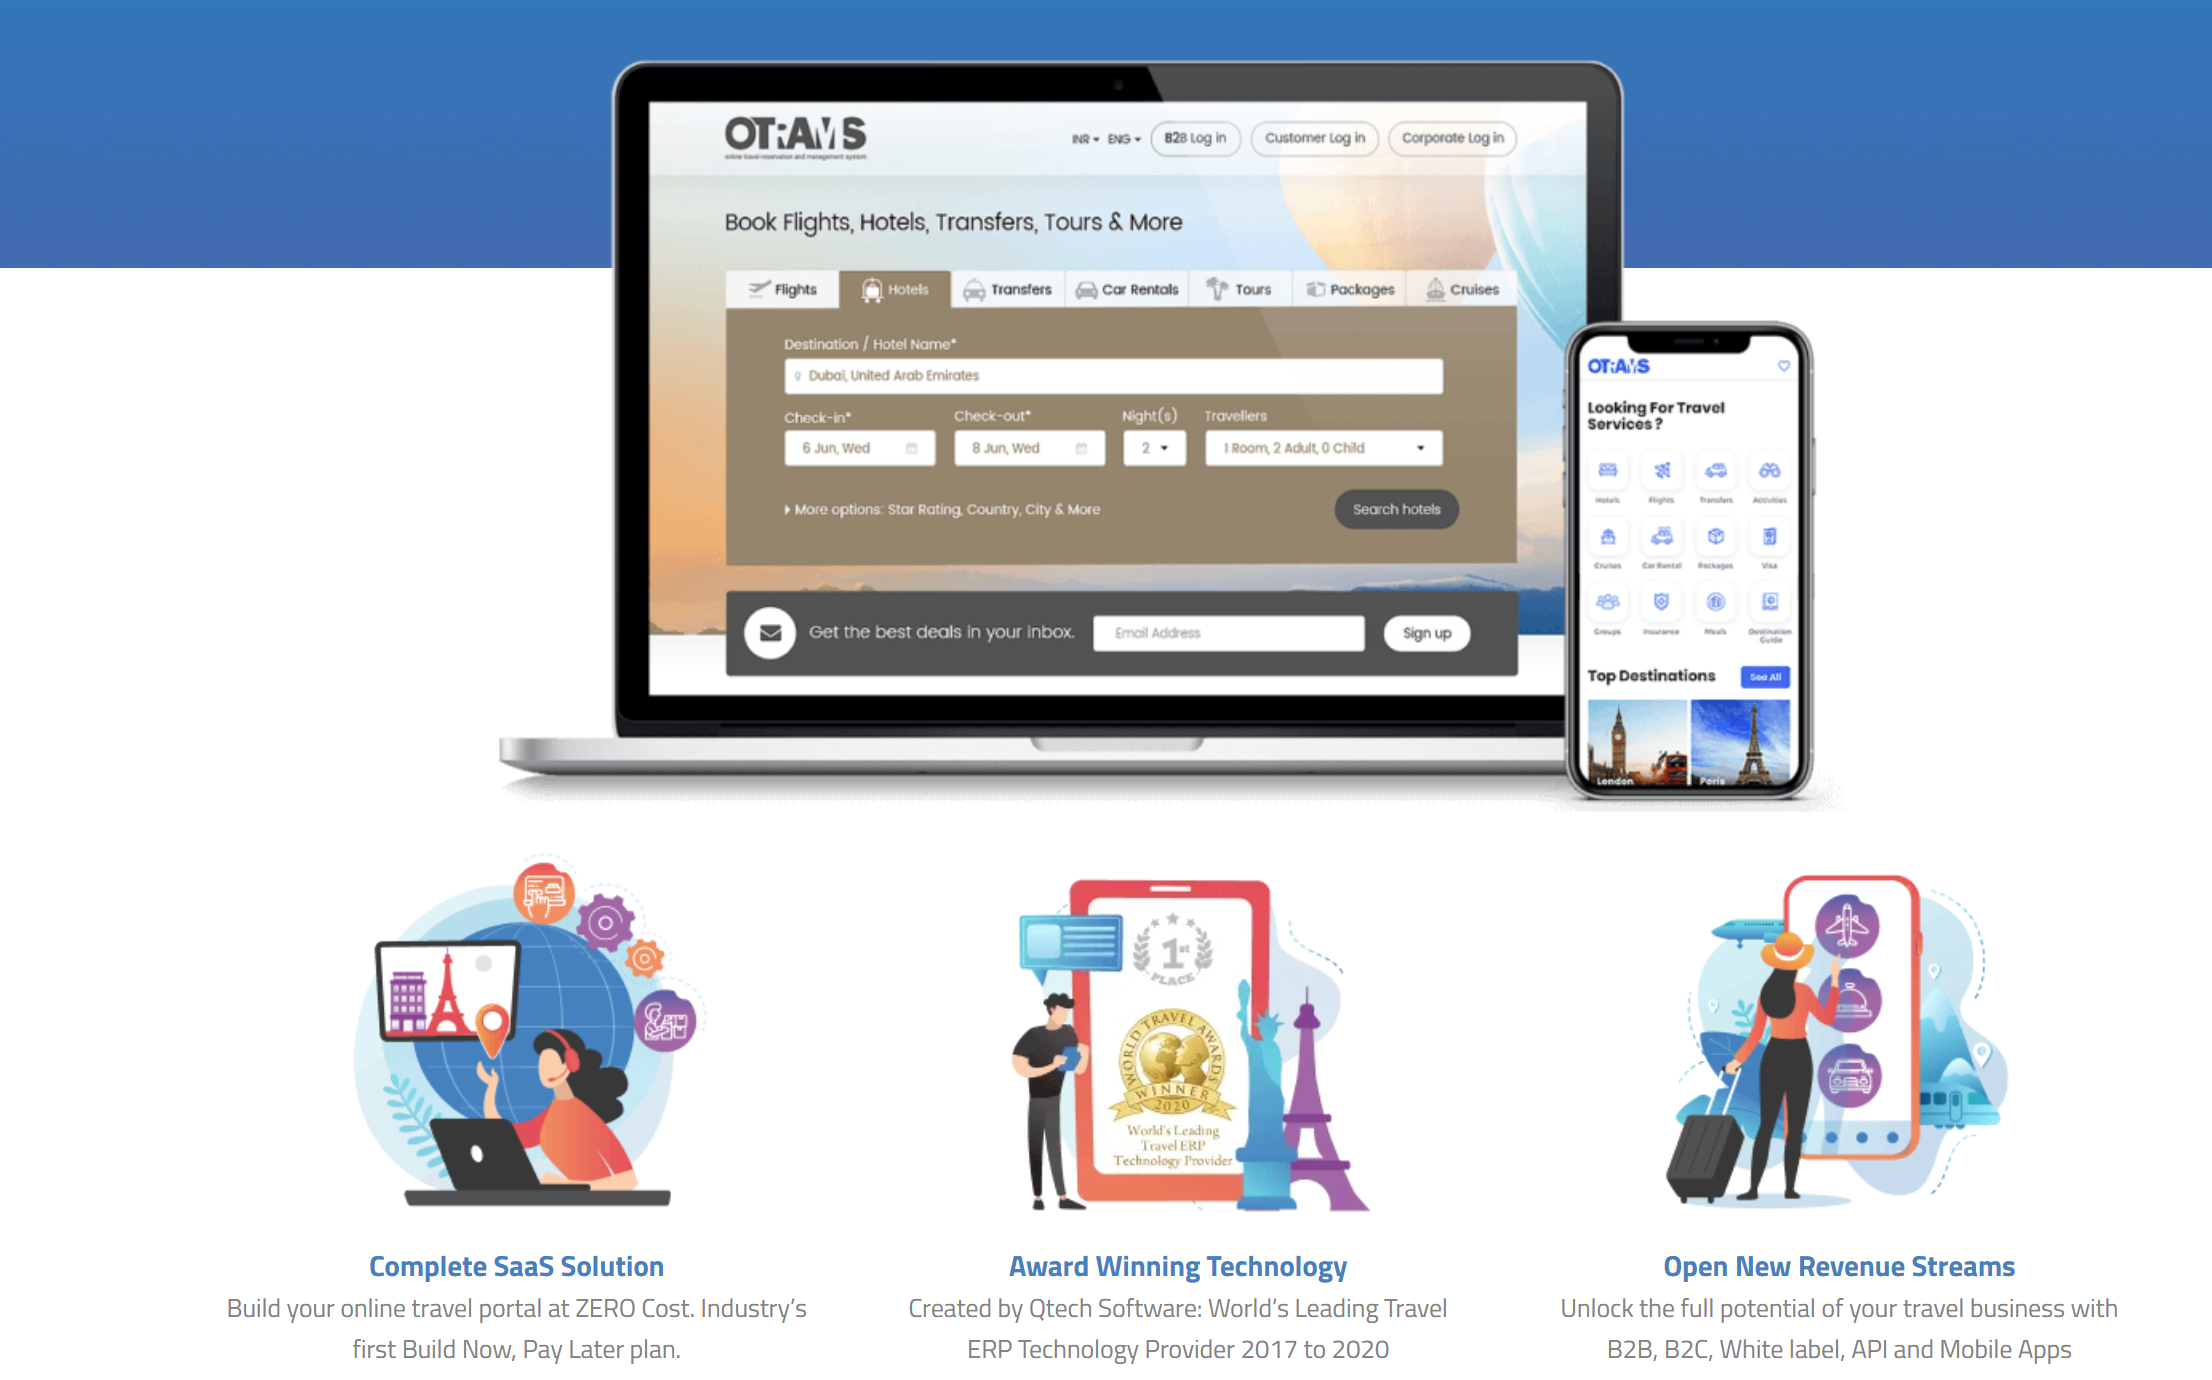 OTRAMS
online travel reservation and management system
INR ENG B2B Log in Customer Log in Corporate Log in
Book Flights, Hotels, Transfers, Tours & More
Flights Hotels Transfers Car Rentals Tours Packages Cruises
Destination / Hotel Name*
Dubai, United Arab Emirates
Check-in* Check-out* Night(s) Travellers
6 Jun, Wed 8 Jun, Wed 2 1 Room, 2 Adult, 0 Child
More options: Star Rating, Country, City & More Search hotels
Get the best deals in your inbox. Email Address Sign up
OTRAMS
Looking For Travel
Services ?
Hotels Flights Transfers Activities
Cruises Car Rental Packages Visa
Groups Insurance Meals Destination
Guide
Top Destinations See All
London Paris
1st
PLACE
WORLD TRAVEL AWARDS
WINNER
2020
World's Leading
Travel ERP
Technology Provider
Complete SaaS Solution
Build your online travel portal at ZERO Cost. Industry’s
first Build Now, Pay Later plan.
Award Winning Technology
Created by Qtech Software: World’s Leading Travel
ERP Technology Provider 2017 to 2020
Open New Revenue Streams
Unlock the full potential of your travel business with
B2B, B2C, White label, API and Mobile Apps